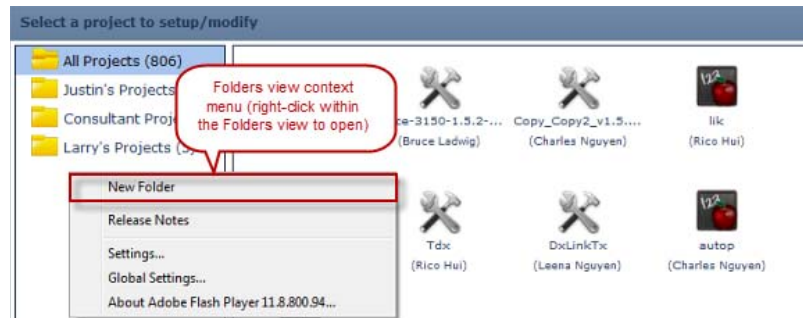 Select a project to setup/modify
All Projects (806)
Justin's Projects
Consultant Proj
Larry's Projects
Folders view context
menu (right-click within
the Folders view to open)
New Folder
Release Notes
Settings...
Global Settings...
About Adobe Flash Player 11.8.800.94...
ce-3150-1.5.2-...
(Bruce Ladwig)
Copy_Copy2_v1.5....
(Charles Nguyen)
123
lik
(Rico Hui)
Tdx
(Rico Hui)
DxLinkTx
(Leena Nguyen)
123
autop
(Charles Nguyen)